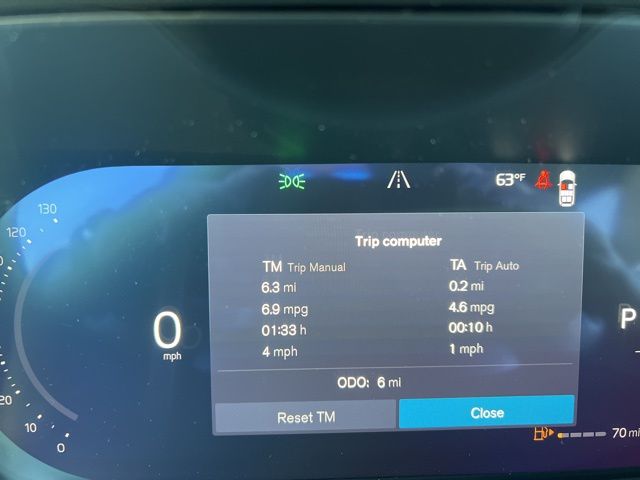 63°F
130
120
Trip computer
TM Trip Manual
TA Trip Auto
6.3 mi
0.2 mi
6.9 mpg
4.6 mpg
01:33 h
00:10 h
4 mph
1 mph
0
mph
P
ODO: 6 mi
Reset TM
Close
20
10
0
70 mi